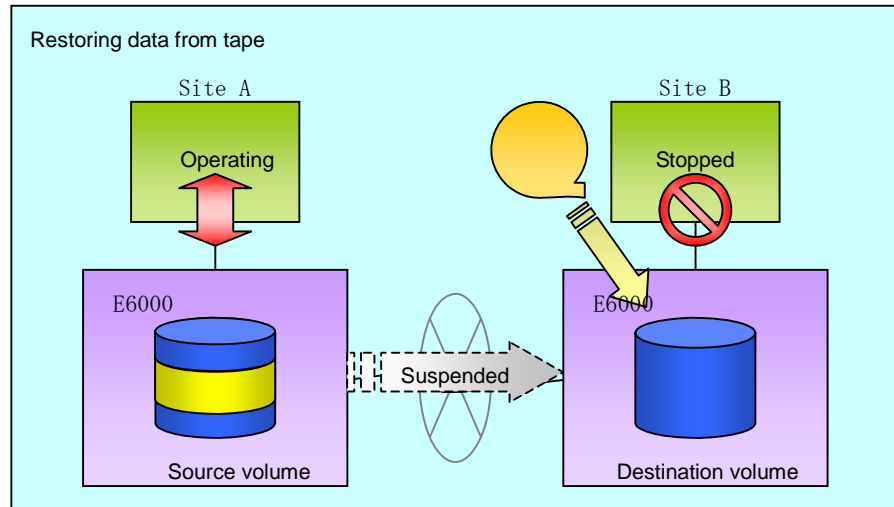 Restoring data from tape
Site A
Site B
Operating
Stopped
E6000
E6000
Suspended
Source volume
Destination volume